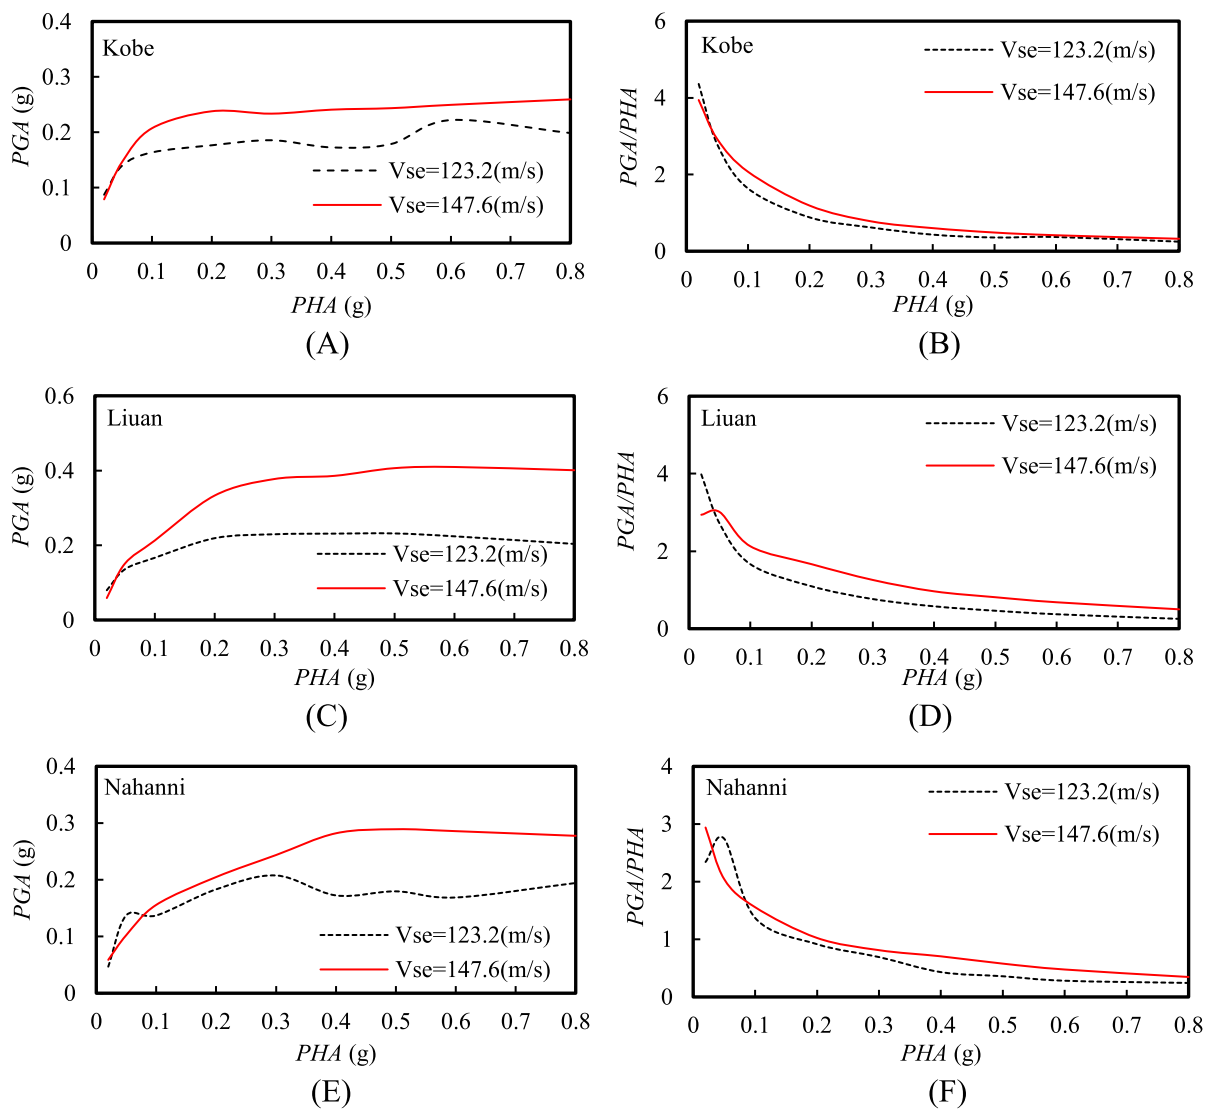 0.4
0.3
0.2
0.1
0
PGA (g)
Kobe
Vse=123.2(m/s)
Vse=147.6(m/s)
0 0.1 0.2 0.3 0.4 0.5 0.6 0.7 0.8
PHA (g)
(A)
6
4
2
0
PGA/PHA
Kobe
Vse=123.2(m/s)
Vse=147.6(m/s)
0 0.1 0.2 0.3 0.4 0.5 0.6 0.7 0.8
PHA (g)
(B)
0.6
0.4
0.2
0
PGA (g)
Liuan
Vse=123.2(m/s)
Vse=147.6(m/s)
0 0.1 0.2 0.3 0.4 0.5 0.6 0.7 0.8
PHA (g)
(C)
6
4
2
0
PGA/PHA
Liuan
Vse=123.2(m/s)
Vse=147.6(m/s)
0 0.1 0.2 0.3 0.4 0.5 0.6 0.7 0.8
PHA (g)
(D)
0.4
0.3
0.2
0.1
0
PGA (g)
Nahanni
Vse=123.2(m/s)
Vse=147.6(m/s)
0 0.1 0.2 0.3 0.4 0.5 0.6 0.7 0.8
PHA (g)
(E)
4
3
2
1
0
PGA/PHA
Nahanni
Vse=123.2(m/s)
Vse=147.6(m/s)
0 0.1 0.2 0.3 0.4 0.5 0.6 0.7 0.8
PHA (g)
(F)